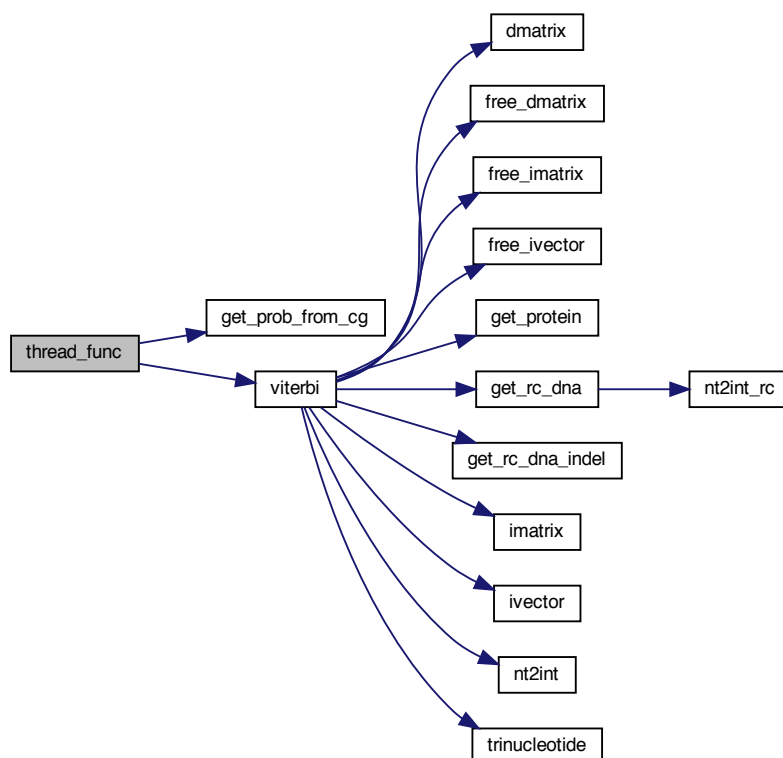 dmatrix
free_dmatrix
free_imatrix
free_ivector
get_prob_from_cg
get_protein
thread_func
viterbi
get_rc_dna
nt2int_rc
get_rc_dna_indel
imatrix
ivector
nt2int
trinucleotide